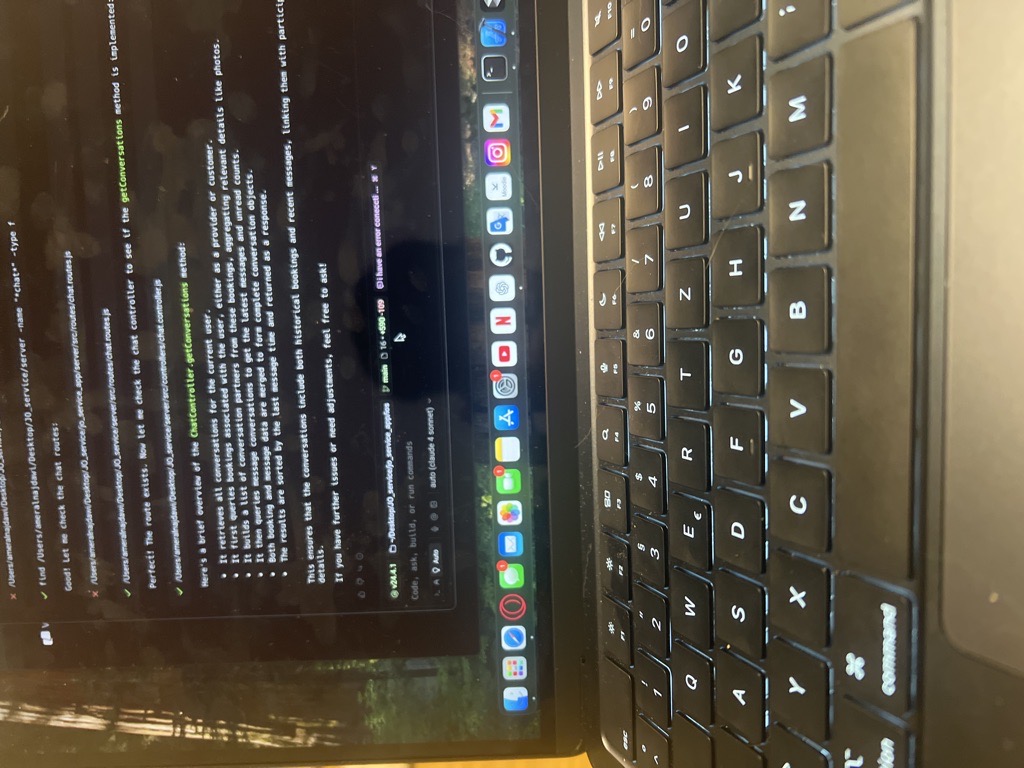 /Users/ameralnajdawi/Desktop/JO_
find /Users/ameralnajdawi/Desktop/JO_service/server -name "*chat*" -type f
Good! Let me check the chat routes:
/Users/ameralnajdawi/Desktop/JO_service/jo_service_app/server/src/routes/chat.routes.js
/Users/ameralnajdawi/Desktop/JO_service/server/src/routes/chat.routes.js
Perfect! The route exists. Now let me check the chat controller to see if the getConversations method is implemented:
/Users/ameralnajdawi/Desktop/JO_service/server/src/controllers/chat.controller.js
Here's a brief overview of the ChatController.getConversations method:
• It retrieves all conversations for the current user.
• It first queries bookings associated with the user, either as a provider or customer.
• It builds a list of conversation partners from these bookings, aggregating relevant details like photos.
• It then queries message conversations to get the latest messages and unread counts.
• Both booking and message data are merged to form complete conversation objects.
• The results are sorted by the last message time and returned as a response.
This ensures that the conversations include both historical bookings and recent messages, linking them with particip
details.
If you have further issues or need adjustments, feel free to ask!
v24.4.1 ~/Desktop/JO_service/jo_service_app/ios main 16 • +590 -109 i have an error coneccti ... ⌘ Y
Code, ask, build, or run commands
Auto auto (claude 4 sonnet)
1 1 1
N Moodle
esc F1 F2 F3 F4 F5 F6 F7 F8 F9 F10
° ! " § $ % & / ( ) =
^ 1 2 3 4 5 6 7 8 9 0
Q W E € R T Z U I O
A S D F G H J K
Y X C V B N M ;
⌥ ⌘
ion command